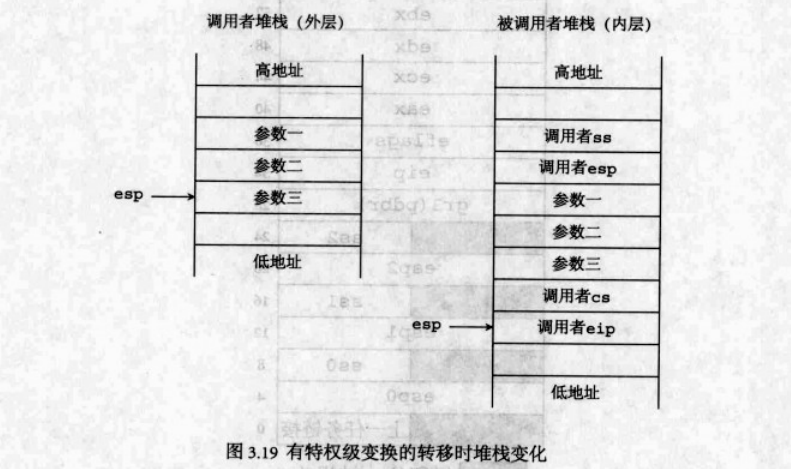 调用者堆栈（外层）
高地址
参数一
参数二
esp
参数三
低地址
被调用者堆栈（内层）
高地址
调用者ss
调用者esp
参数一
参数二
参数三
调用者cs
esp
调用者eip
低地址
图 3.19 有特权级变换的转移时堆栈变化